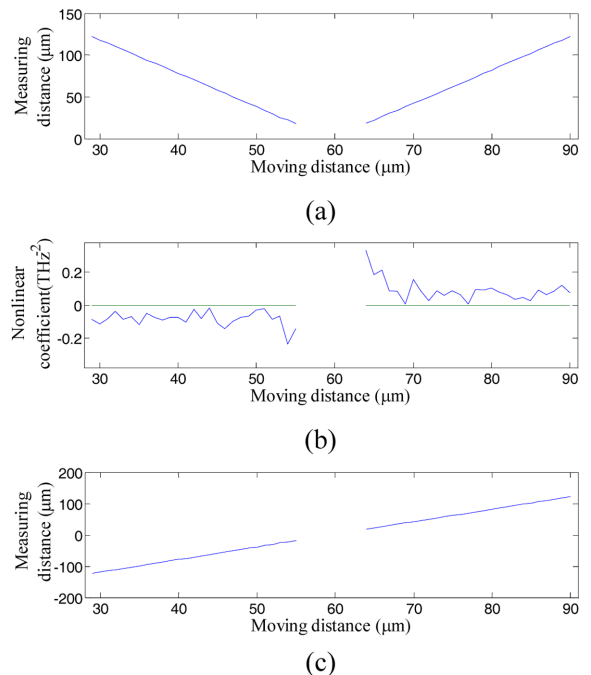 150
100
50
0
Measuring
distance (μm)
30 40 50 60 70 80 90
Moving distance (μm)
(a)
0.2
0
-0.2
Nonlinear
coefficient(THz⁻²)
30 40 50 60 70 80 90
Moving distance (μm)
(b)
200
100
0
-100
-200
Measuring
distance (μm)
30 40 50 60 70 80 90
Moving distance (μm)
(c)